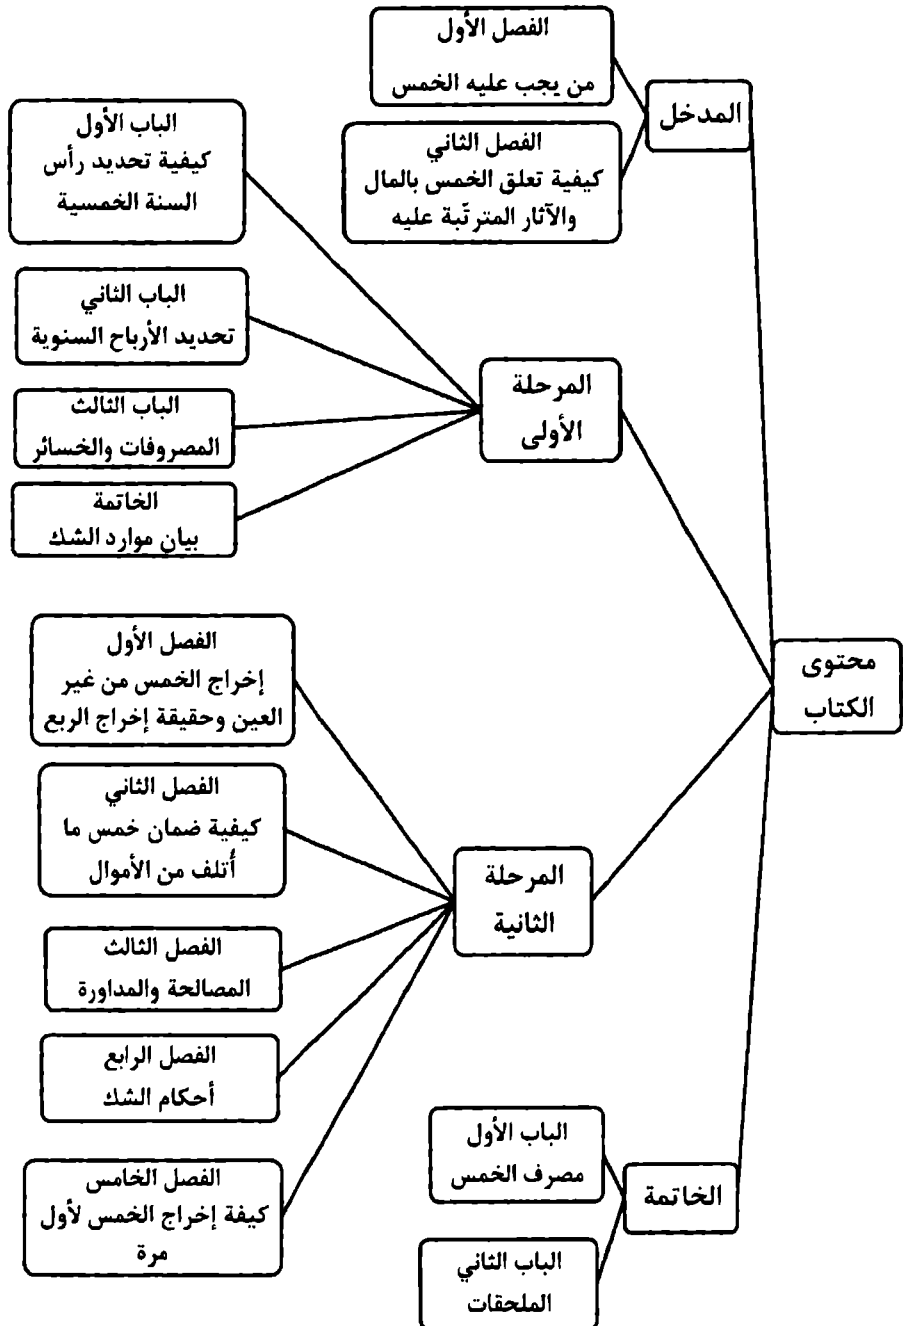 محتوى
الكتاب
المدخل
الفصل الأول
من يجب عليه الخمس
الفصل الثاني
كيفية تعلق الخمس بالمال
والآثار المترتّبة عليه
المرحلة
الأولى
الباب الأول
كيفية تحديد رأس
السنة الخمسية
الباب الثاني
تحديد الأرباح السنوية
الباب الثالث
المصروفات والخسائر
الخاتمة
بيان موارد الشك
المرحلة
الثانية
الفصل الأول
إخراج الخمس من غير
العين وحقيقة إخراج الربع
الفصل الثاني
كيفية ضمان خمس ما
أُتلف من الأموال
الفصل الثالث
المصالحة والمداورة
الفصل الرابع
أحكام الشك
الفصل الخامس
كيفة إخراج الخمس لأول
مرة
الخاتمة
الباب الأول
مصرف الخمس
الباب الثاني
الملحقات